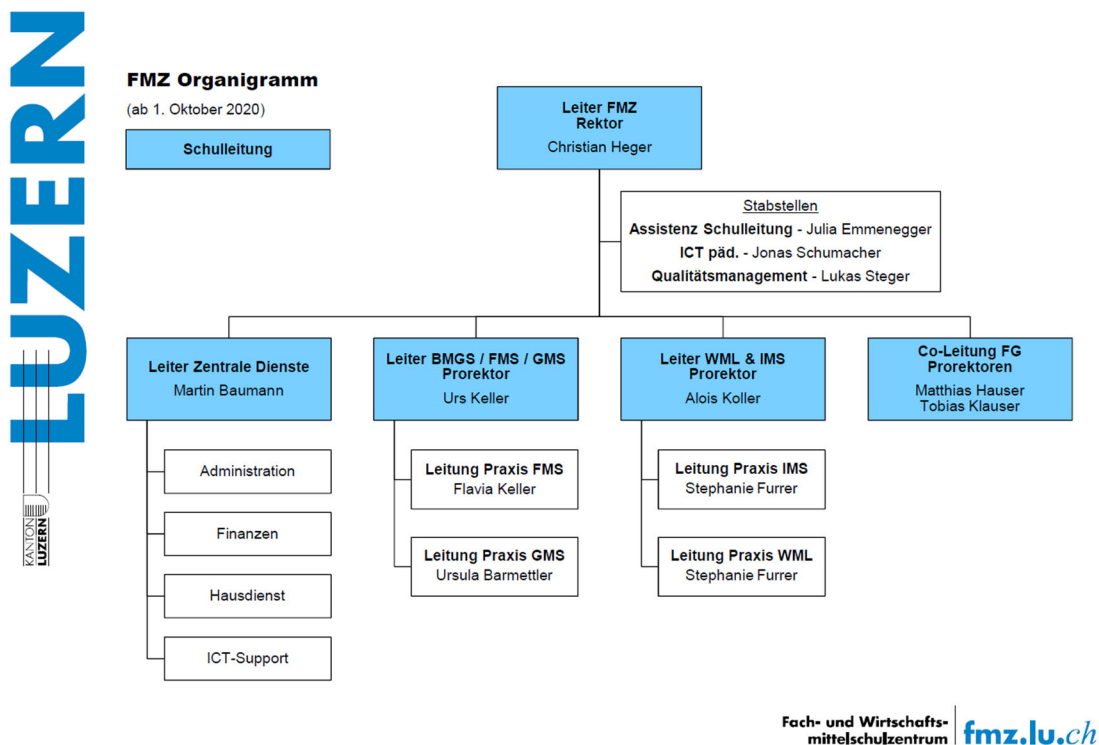 LUZERN
KANTON
LUZERN
FMZ Organigramm
(ab 1. Oktober 2020)
Schulleitung
Leiter FMZ
Rektor
Christian Heger
Stabstellen
Assistenz Schulleitung - Julia Emmenegger
ICT päd. - Jonas Schumacher
Qualitätsmanagement - Lukas Steger
Leiter Zentrale Dienste
Martin Baumann
Administration
Finanzen
Hausdienst
ICT-Support
Leiter BMGS / FMS / GMS
Prorektor
Urs Keller
Leitung Praxis FMS
Flavia Keller
Leitung Praxis GMS
Ursula Barmettler
Leiter WML & IMS
Prorektor
Alois Koller
Leitung Praxis IMS
Stephanie Furrer
Leitung Praxis WML
Stephanie Furrer
Co-Leitung FG
Prorektoren
Matthias Hauser
Tobias Klauser
Fach- und Wirtschafts-
mittelschulzentrum
fmz.lu.ch